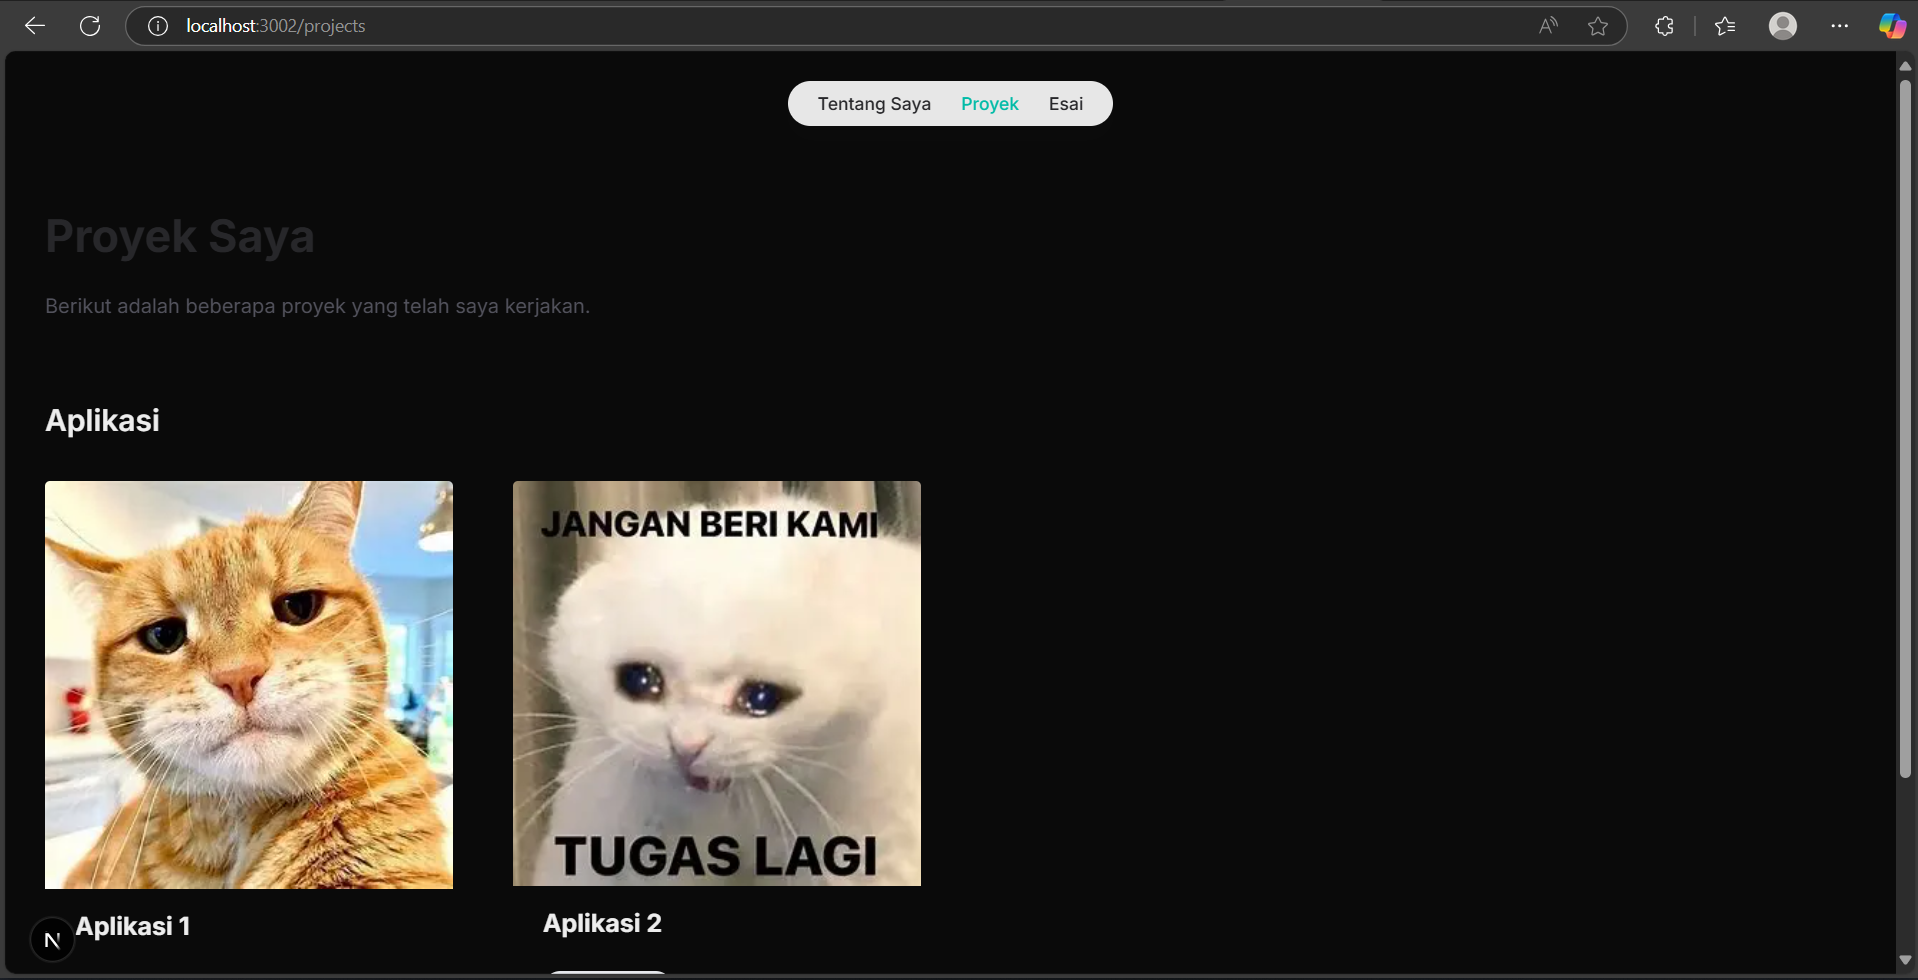 localhost:3002/projects
Tentang Saya Proyek Esai
Proyek Saya
Berikut adalah beberapa proyek yang telah saya kerjakan.
Aplikasi
JANGAN BERI KAMI
TUGAS LAGI
Aplikasi 1
Aplikasi 2
N